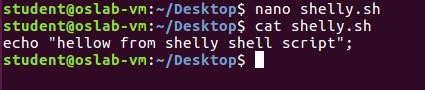 student@oslab-vm:~/Desktop$ nano shelly.sh
student@oslab-vm:~/Desktop$ cat shelly.sh
echo "hellow from shelly shell script";
student@oslab-vm:~/Desktop$